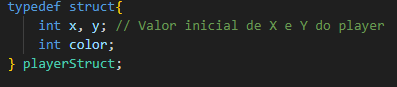 typedef struct{
    int x, y; // Valor inicial de X e Y do player
    int color;
} playerStruct;